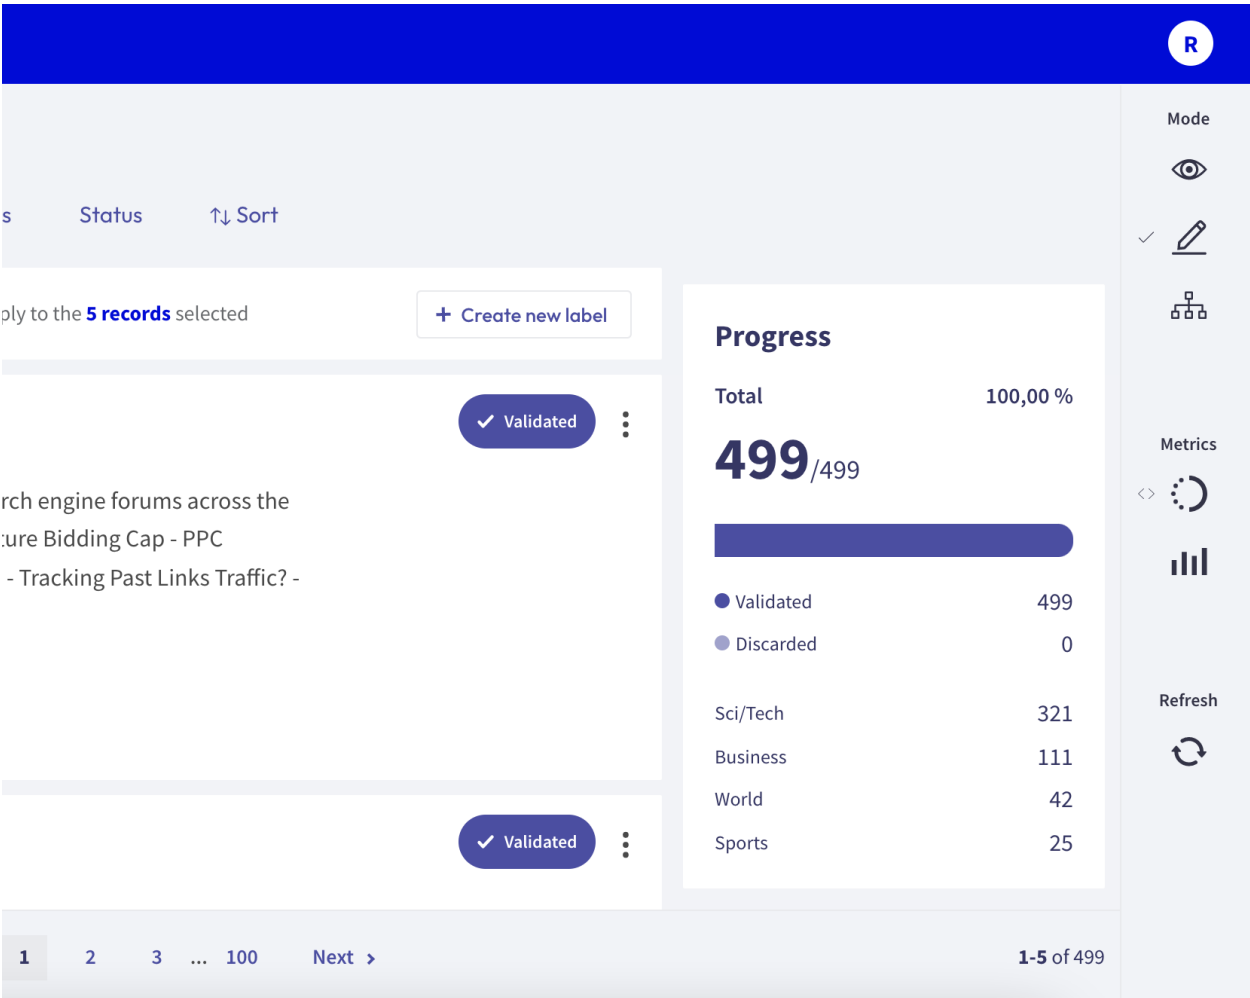 R
Mode
s Status Sort
ply to the 5 records selected
+ Create new label
Validated
rch engine forums across the
ture Bidding Cap - PPC
- Tracking Past Links Traffic? -
Validated
Progress
Total 100,00 %
499/499
Validated 499
Discarded 0
Sci/Tech 321
Business 111
World 42
Sports 25
Metrics
<>
Refresh
1 2 3 ... 100 Next >
1-5 of 499